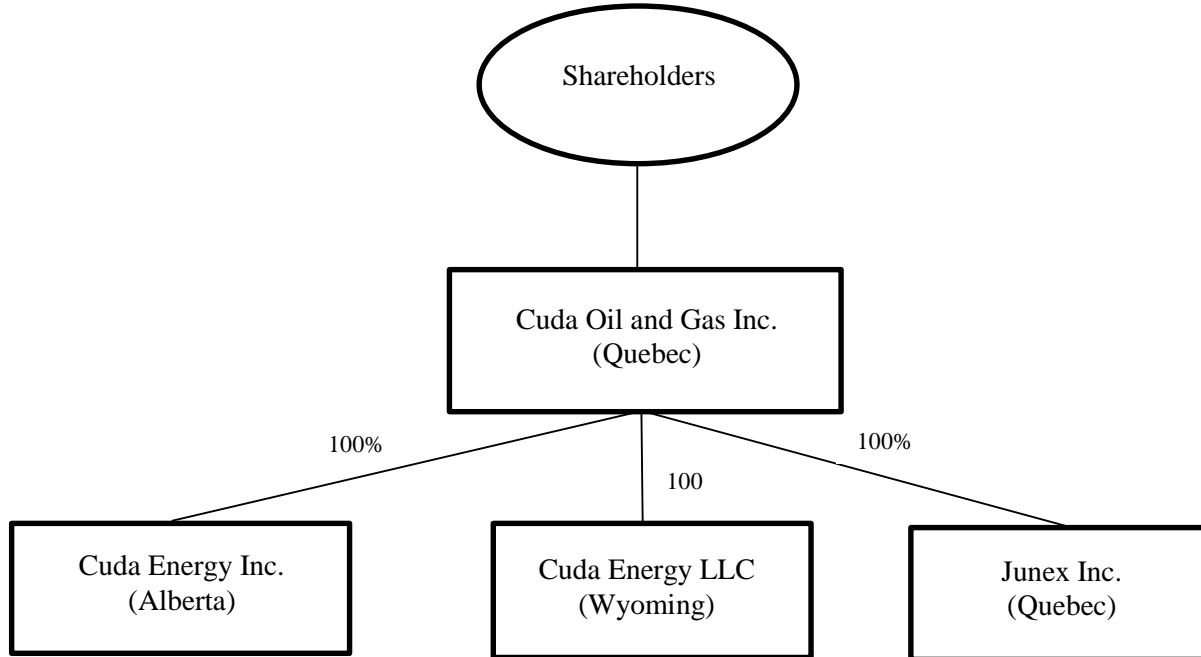 Shareholders
Cuda Oil and Gas Inc.
(Quebec)
100%
100%
100
Cuda Energy Inc.
(Alberta)
Cuda Energy LLC
(Wyoming)
Junex Inc.
(Quebec)